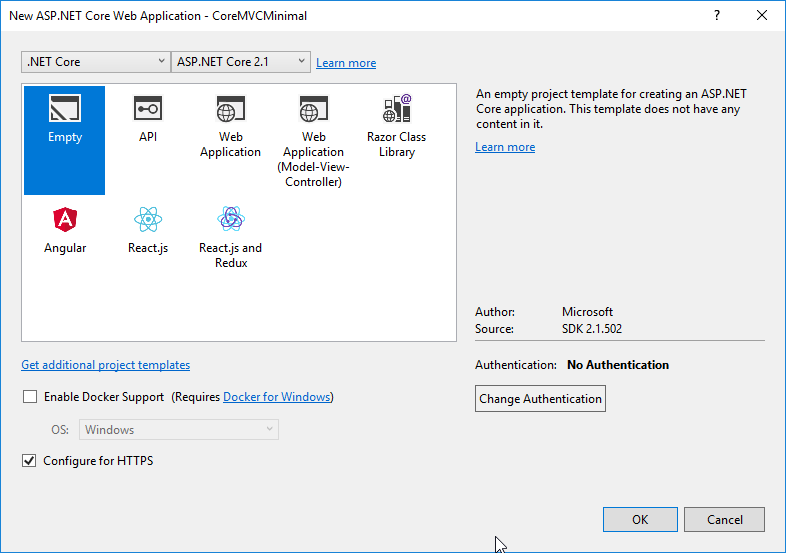 New ASP.NET Core Web Application - CoreMVCMinimal
.NET Core
ASP.NET Core 2.1
Learn more
Empty
API
Web
Application
Web
Application
(Model-View-
Controller)
Razor Class
Library
Angular
React.js
React.js and
Redux
An empty project template for creating an ASP.NET
Core application. This template does not have any
content in it.
Learn more
Author: Microsoft
Source: SDK 2.1.502
Get additional project templates
Authentication: No Authentication
Enable Docker Support (Requires Docker for Windows)
Change Authentication
OS: Windows
Configure for HTTPS
OK
Cancel